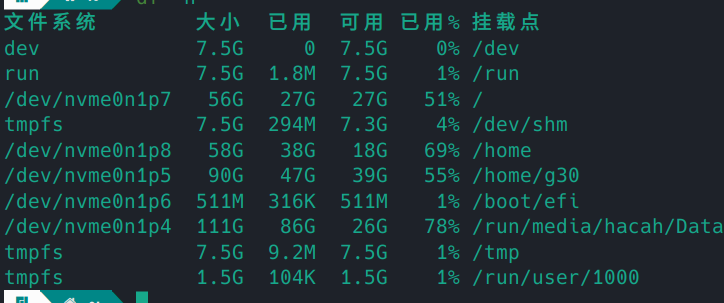 文件系统 大小 已用 可用 已用% 挂载点
dev 7.5G 0 7.5G 0% /dev
run 7.5G 1.8M 7.5G 1% /run
/dev/nvme0n1p7 56G 27G 27G 51% /
tmpfs 7.5G 294M 7.3G 4% /dev/shm
/dev/nvme0n1p8 58G 38G 18G 69% /home
/dev/nvme0n1p5 90G 47G 39G 55% /home/g30
/dev/nvme0n1p6 511M 316K 511M 1% /boot/efi
/dev/nvme0n1p4 111G 86G 26G 78% /run/media/hacah/Data
tmpfs 7.5G 9.2M 7.5G 1% /tmp
tmpfs 1.5G 104K 1.5G 1% /run/user/1000